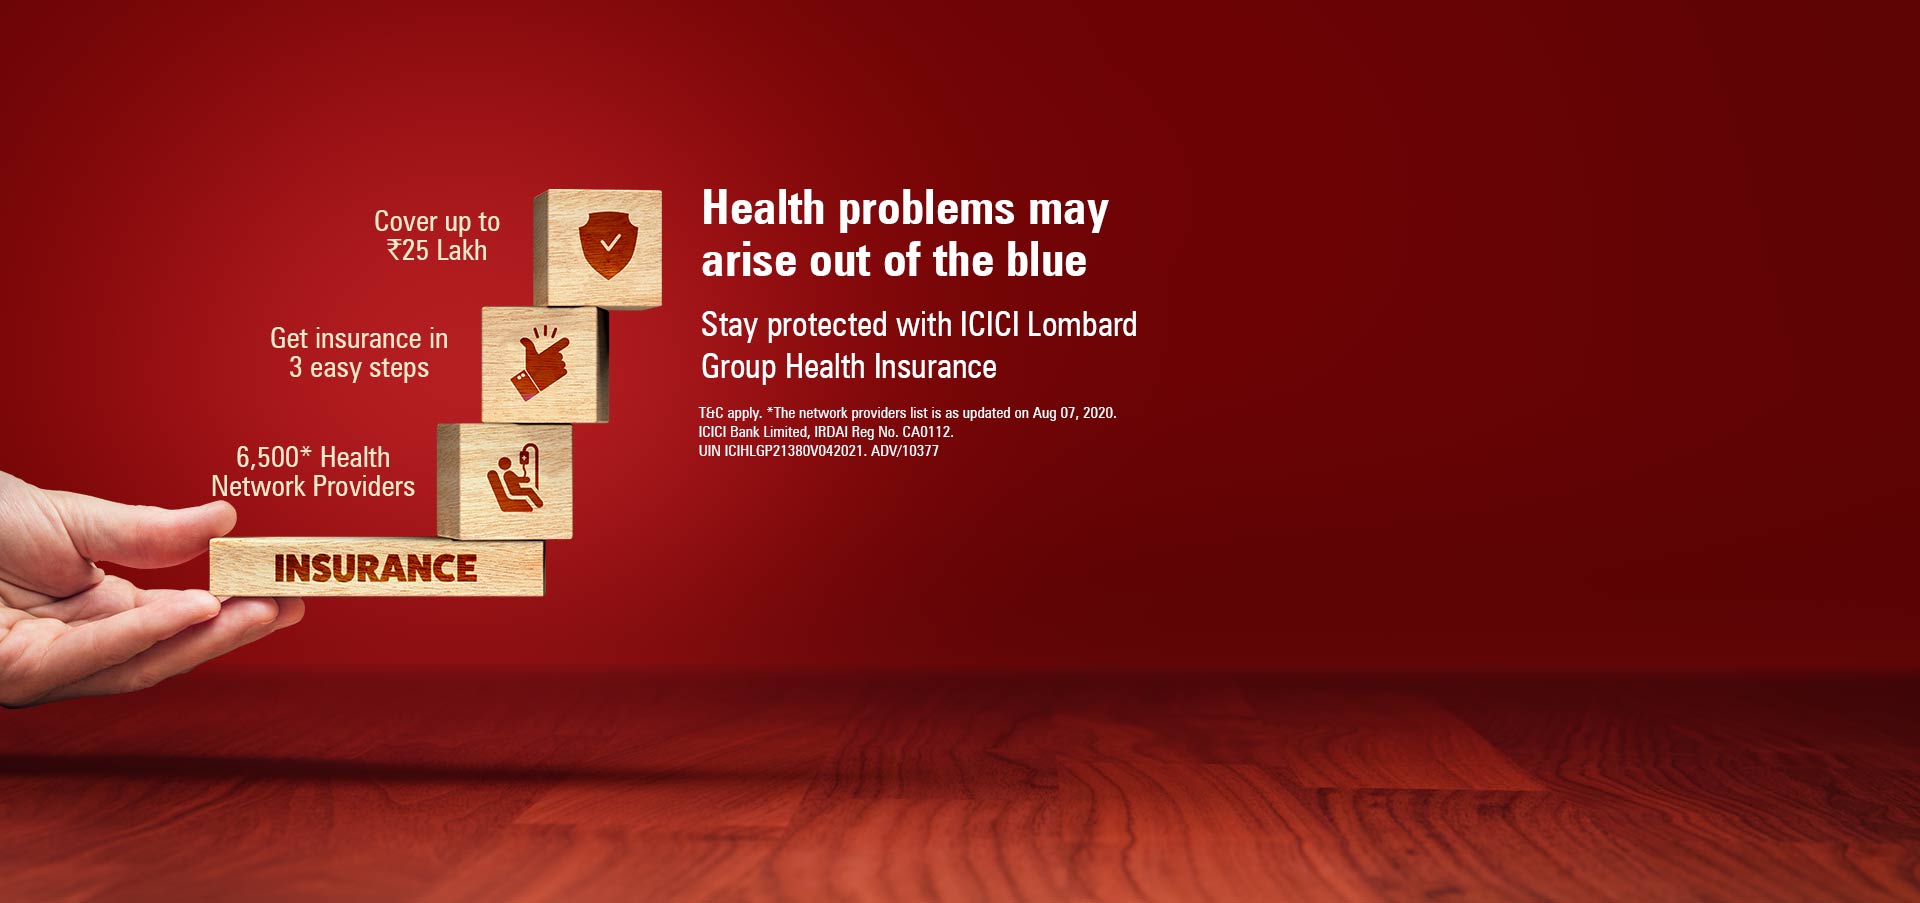 Cover up to
₹25 Lakh
Get insurance in
3 easy steps
6,500* Health
Network Providers
INSURANCE
Health problems may
arise out of the blue
Stay protected with ICICI Lombard
Group Health Insurance
T&C apply. *The network providers list is as updated on Aug 07, 2020.
ICICI Bank Limited, IRDAI Reg No. CA0112.
UIN ICIHLGP21380V042021. ADV/10377